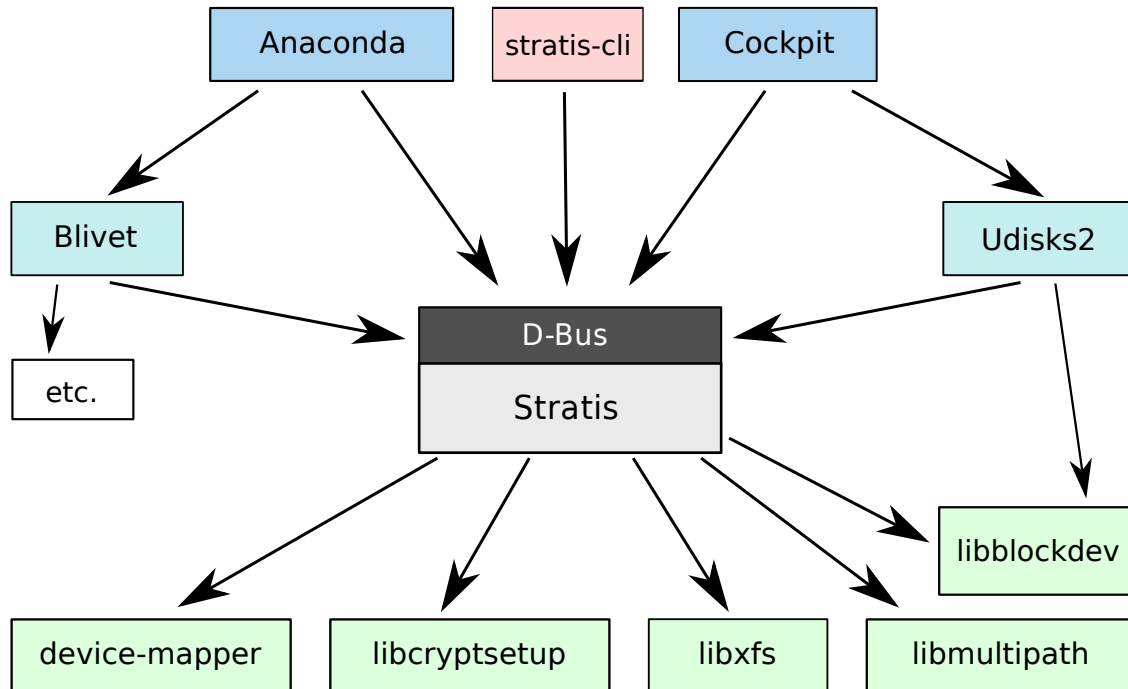 Anaconda
stratis-cli
Cockpit
Blivet
Udisks2
D-Bus
etc.
Stratis
libblockdev
device-mapper
libcryptsetup
libxfs
libmultipath